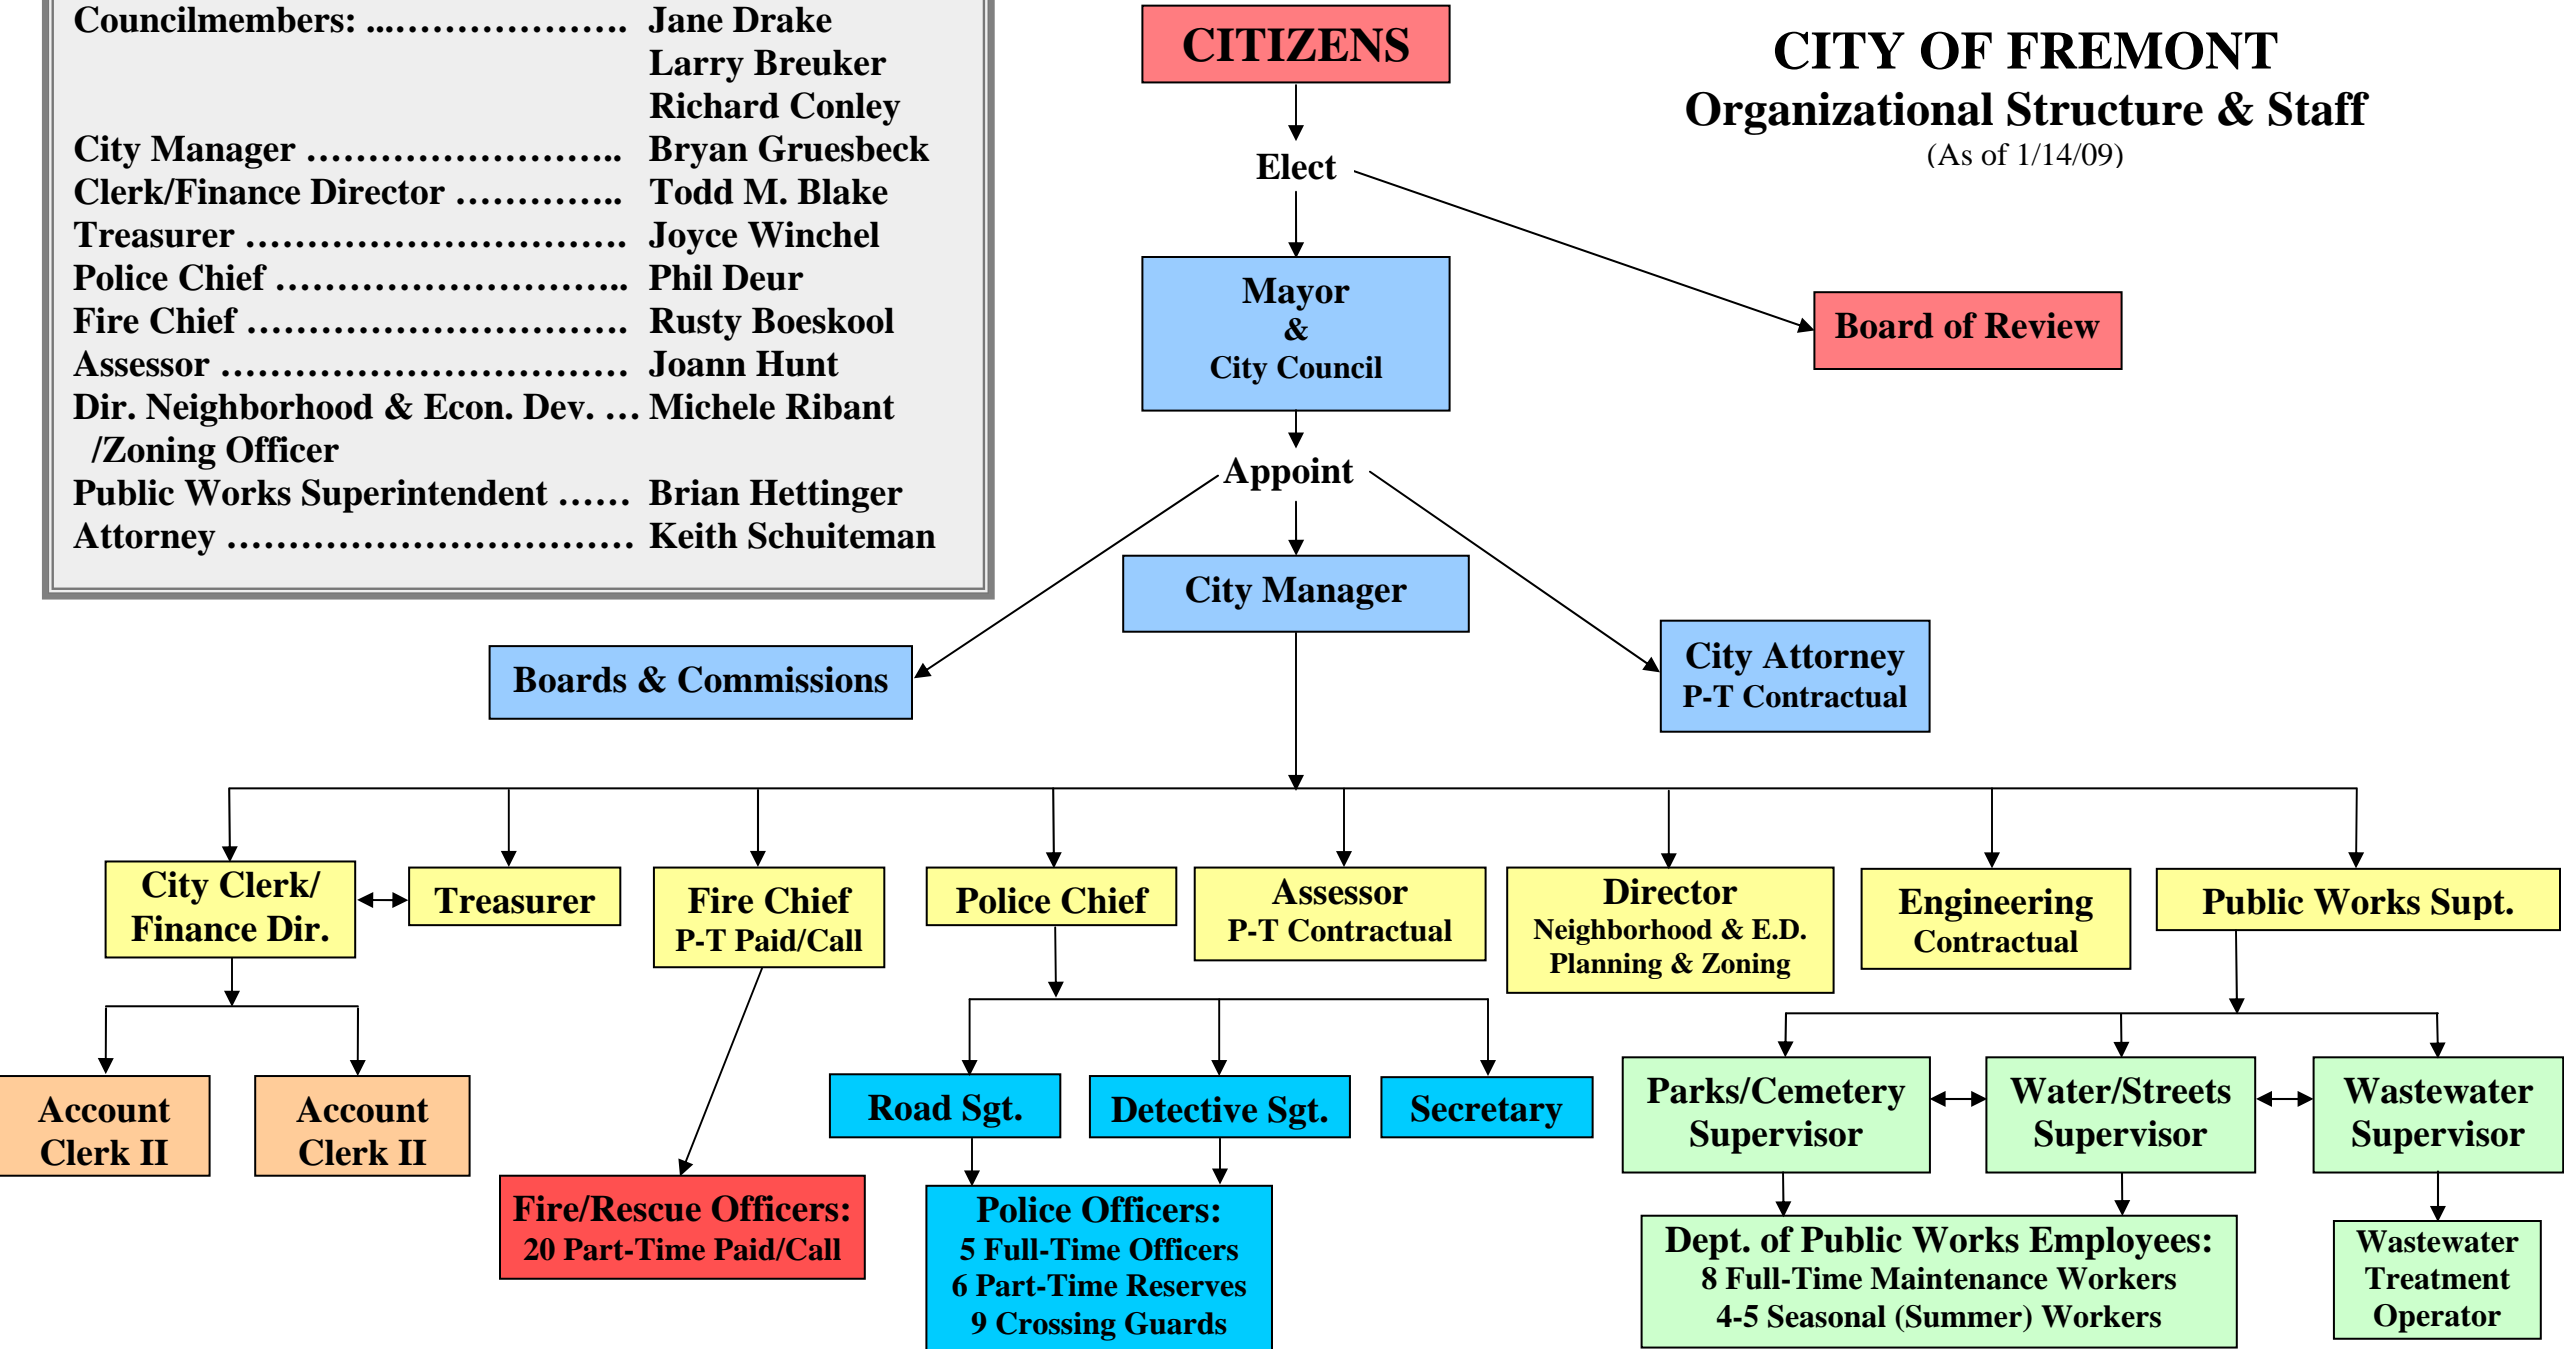 Councilmembers: ...………………. Jane Drake
Larry Breuker
Richard Conley
City Manager …………………….. Bryan Gruesbeck
Clerk/Finance Director ………….. Todd M. Blake
Treasurer …………………………. Joyce Winchel
Police Chief ……………………….. Phil Deur
Fire Chief …………………………. Rusty Boeskool
Assessor …………………………… Joann Hunt
Dir. Neighborhood & Econ. Dev. … Michele Ribant
/Zoning Officer
Public Works Superintendent …… Brian Hettinger
Attorney …………………………… Keith Schuiteman
CITY OF FREMONT
Organizational Structure & Staff
(As of 1/14/09)
CITIZENS
Elect
Mayor
&
City Council
Board of Review
Appoint
City Manager
Boards & Commissions
City Attorney
P-T Contractual
City Clerk/
Finance Dir.
Treasurer
Fire Chief
P-T Paid/Call
Police Chief
Assessor
P-T Contractual
Director
Neighborhood & E.D.
Planning & Zoning
Engineering
Contractual
Public Works Supt.
Account
Clerk II
Account
Clerk II
Fire/Rescue Officers:
20 Part-Time Paid/Call
Road Sgt.
Detective Sgt.
Secretary
Police Officers:
5 Full-Time Officers
6 Part-Time Reserves
9 Crossing Guards
Parks/Cemetery
Supervisor
Water/Streets
Supervisor
Wastewater
Supervisor
Dept. of Public Works Employees:
8 Full-Time Maintenance Workers
4-5 Seasonal (Summer) Workers
Wastewater
Treatment
Operator